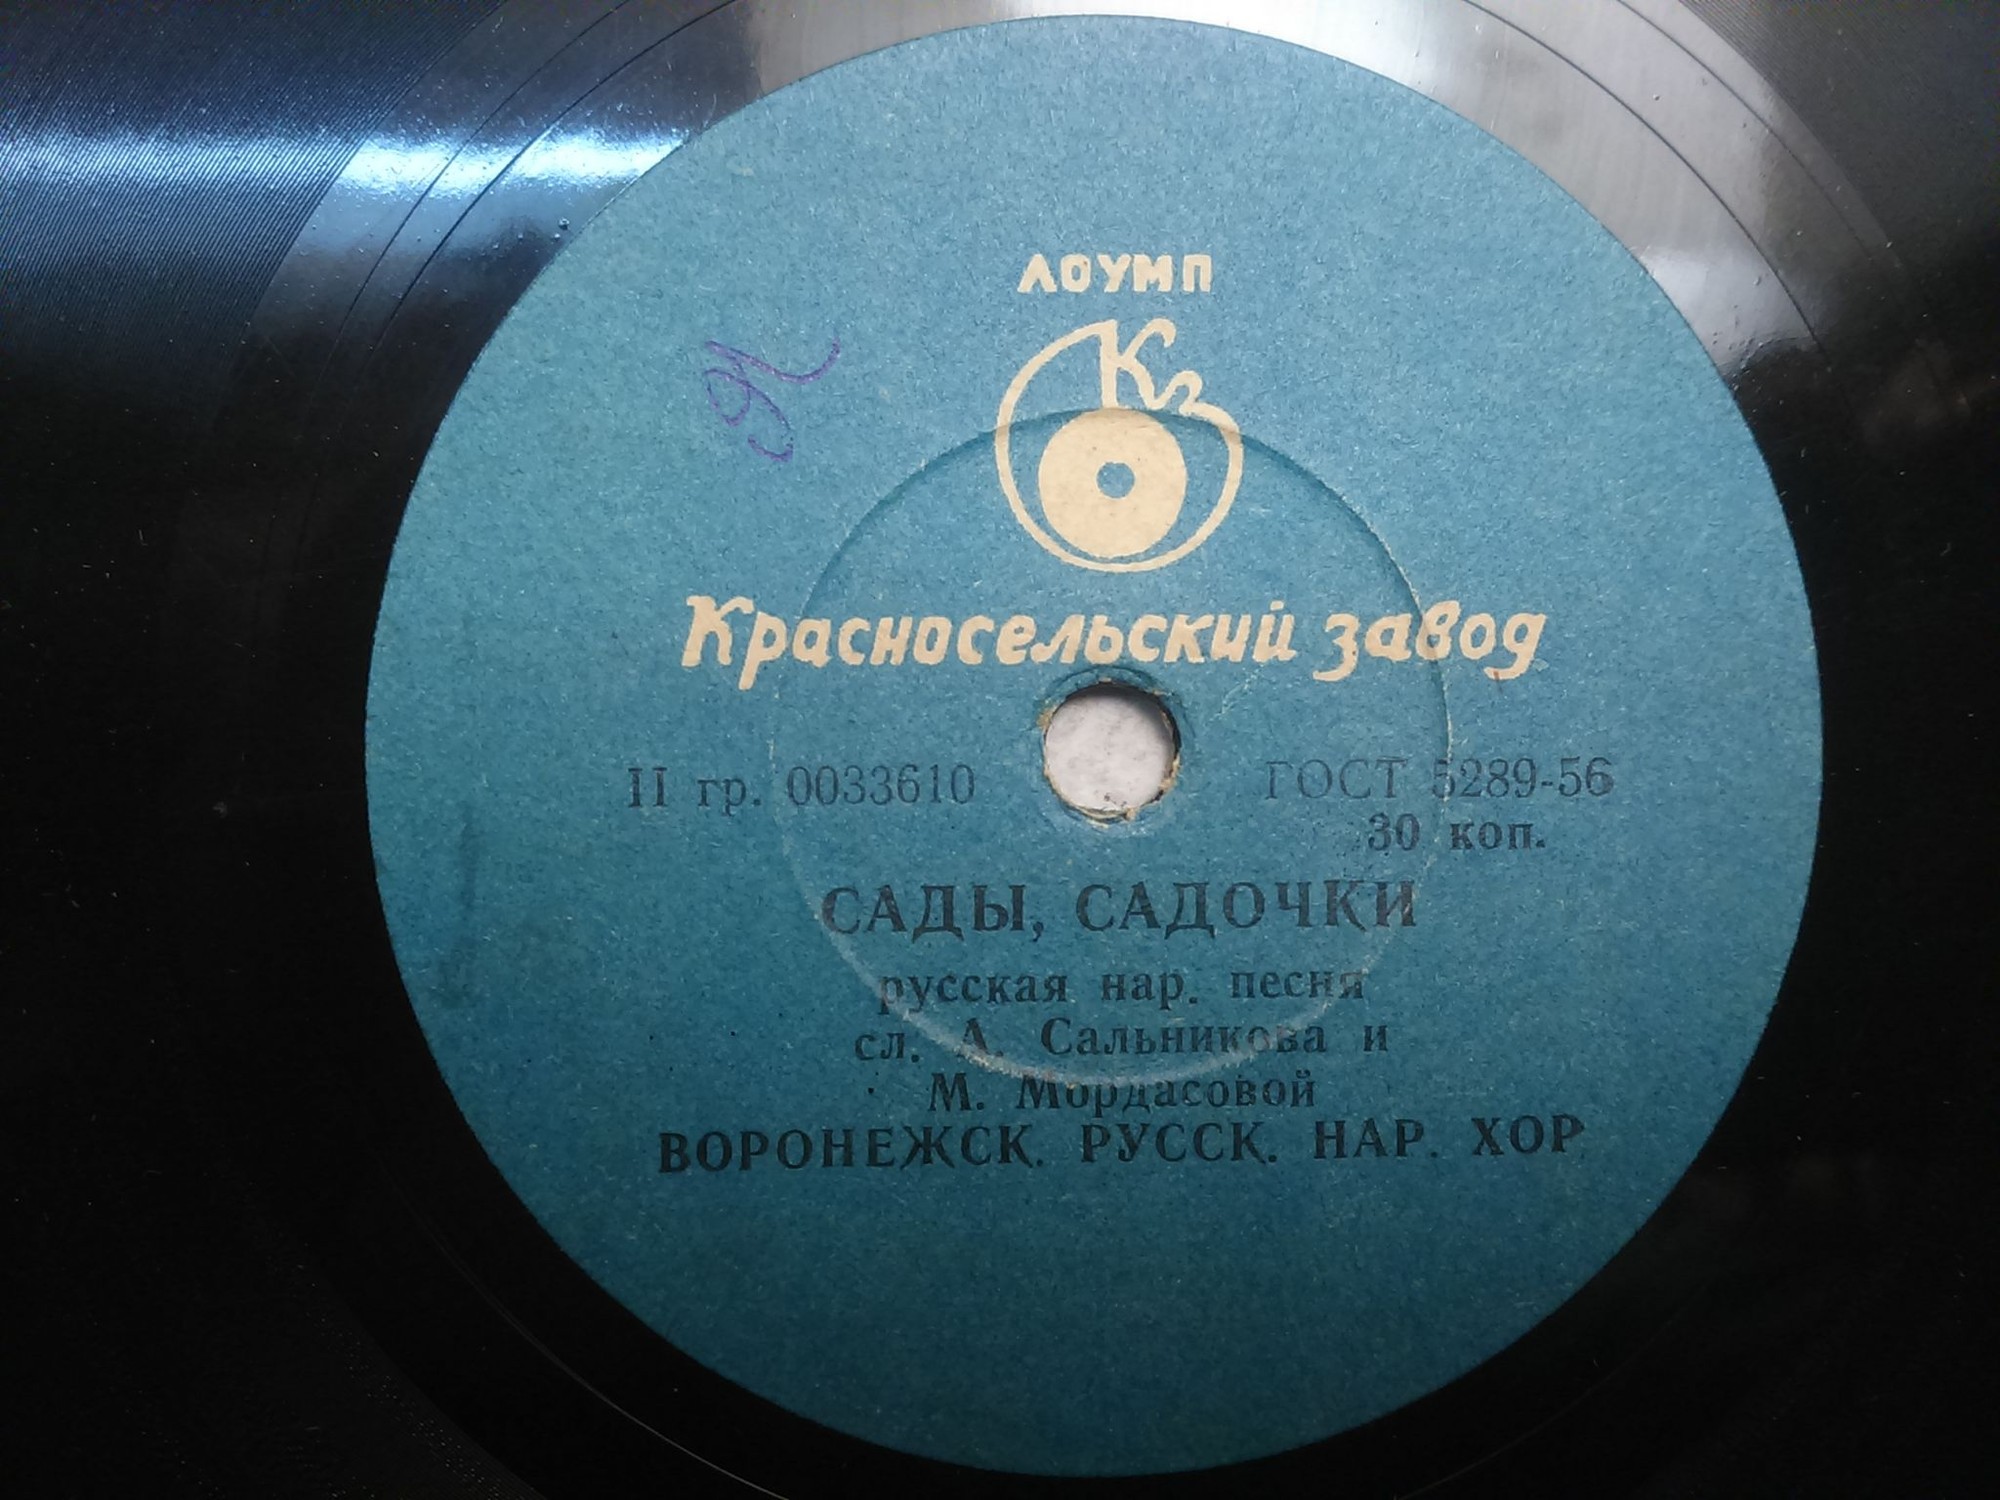 ЛОУМП
Кз
Красносельский завод
II гр. 0033610
ГОСТ 5289-56
30 коп.
САДЫ, САДОЧКИ
русская нар. песня
сл. А. Сальникова и
М. Мордасовой
ВОРОНЕЖСК. РУССК. НАР. ХОР